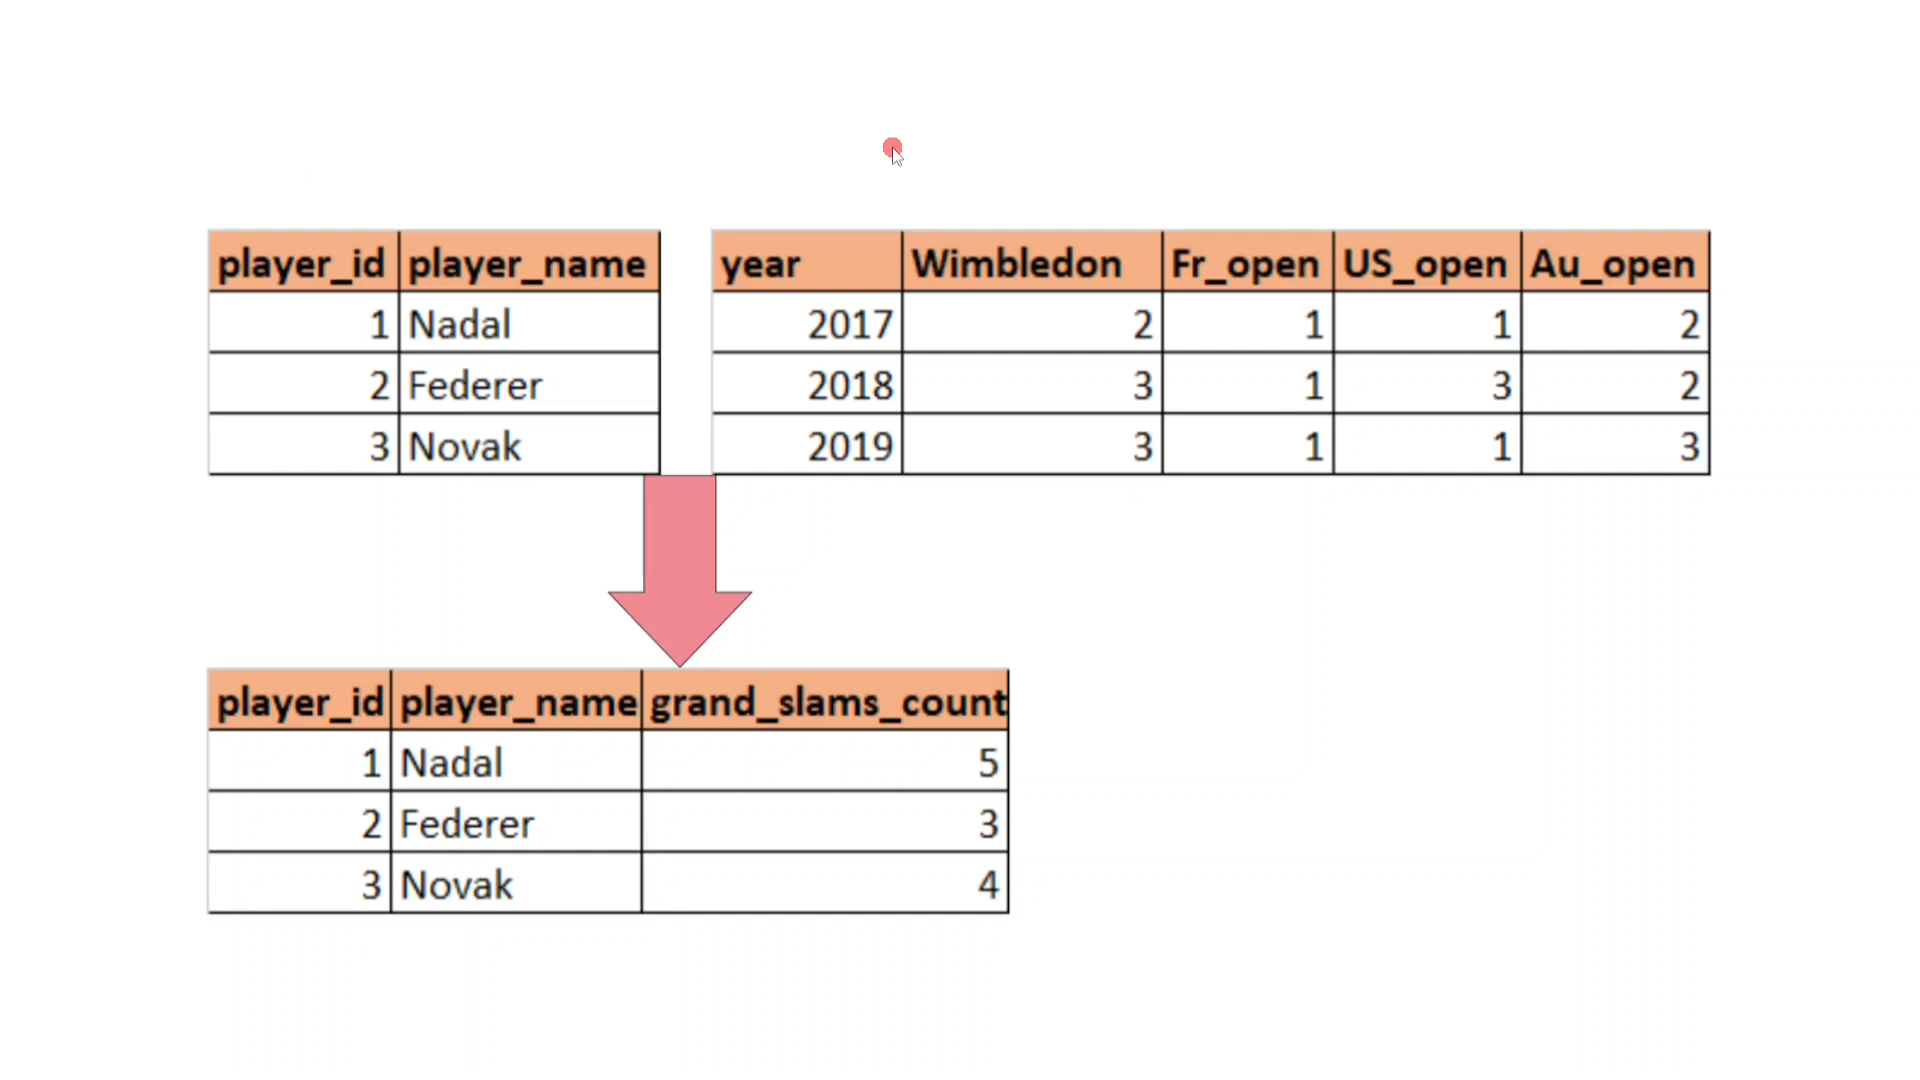 player_id player_name
1 Nadal
2 Federer
3 Novak
year Wimbledon Fr_open US_open Au_open
2017 2 1 1 2
2018 3 1 3 2
2019 3 1 1 3
player_id player_name grand_slams_count
1 Nadal 5
2 Federer 3
3 Novak 4